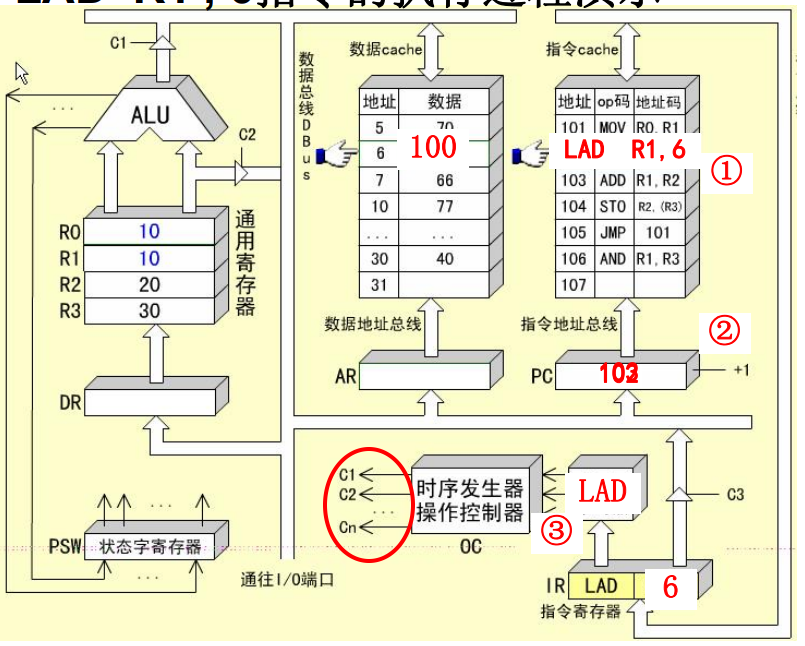 LAD R1, 6指令的执行过程演示
C1
ALU
C2
数据总线DBus
数据cache
地址 数据
5 70
6 100
7 66
10 77
... ...
30 40
31
数据地址总线
AR
指令cache
地址 op码 地址码
101 MOV R0, R1
LAD R1, 6
①
103 ADD R1, R2
104 STO R2, (R3)
105 JMP 101
106 AND R1, R3
107
指令地址总线
②
PC
+1
R0 10
R1 10
R2 20
R3 30
通用寄存器
DR
...
C1
C2
...
Cn
时序发生器
操作控制器
③
OC
LAD
C3
PSW 状态字寄存器
...
...
通往I/O端口
IR LAD 6
指令寄存器